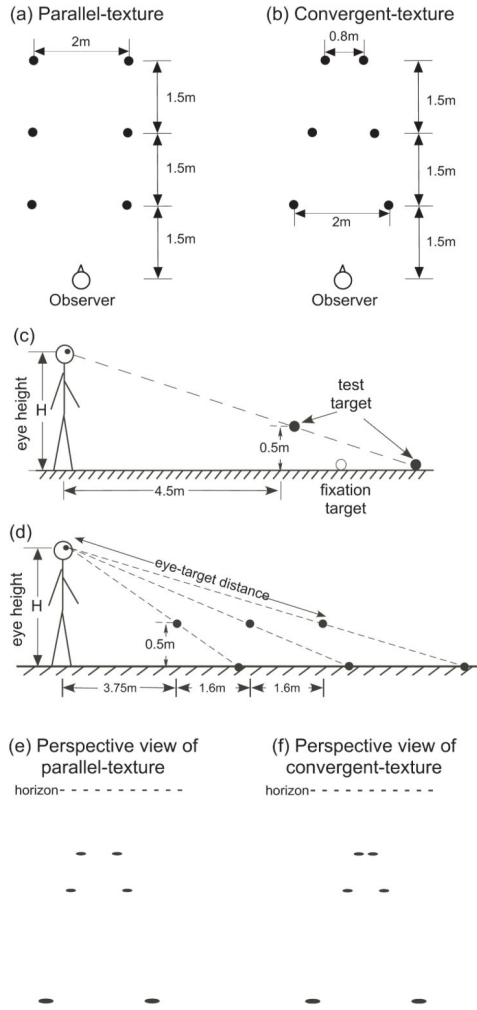 (a) Parallel-texture
2m
1.5m
1.5m
1.5m
Observer
(b) Convergent-texture
0.8m
1.5m
1.5m
2m
1.5m
Observer
(c)
eye height
H
test
target
0.5m
4.5m
fixation
target
(d)
eye height
H
eye-target distance
0.5m
3.75m
1.6m
1.6m
(e) Perspective view of
parallel-texture
horizon
(f) Perspective view of
convergent-texture
horizon